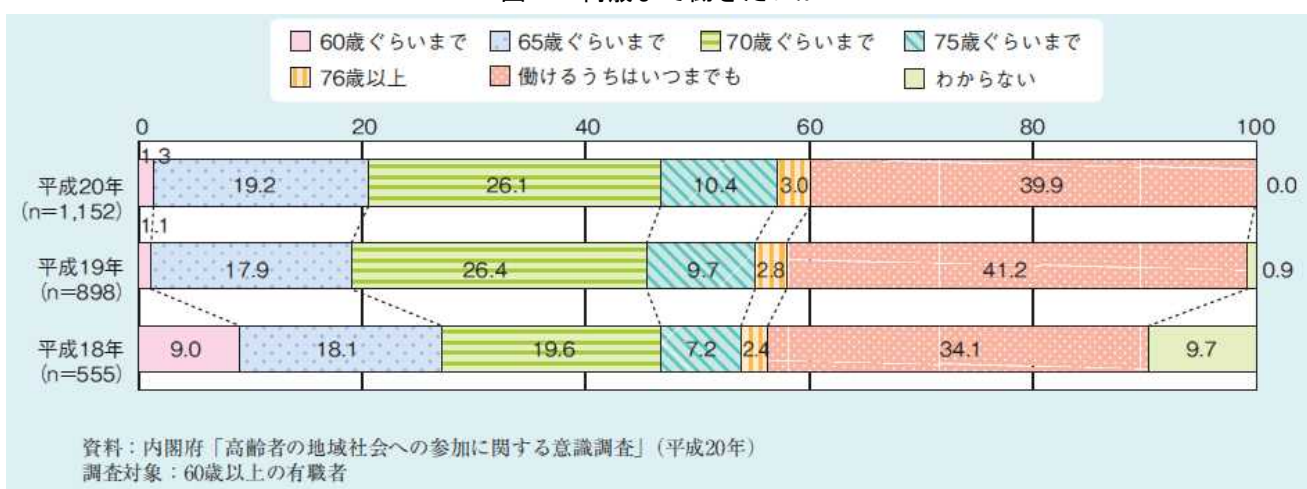 60歳ぐらいまで 65歳ぐらいまで 70歳ぐらいまで 75歳ぐらいまで
76歳以上 働けるうちはいつまでも わからない
0 20 40 60 80 100
平成20年
(n=1,152)
1.3 19.2 26.1 10.4 3.0 39.9 0.0
平成19年
(n=898)
1.1 17.9 26.4 9.7 2.8 41.2 0.9
平成18年
(n=555)
9.0 18.1 19.6 7.2 2.4 34.1 9.7
資料：内閣府「高齢者の地域社会への参加に関する意識調査」（平成20年）
調査対象：60歳以上の有職者